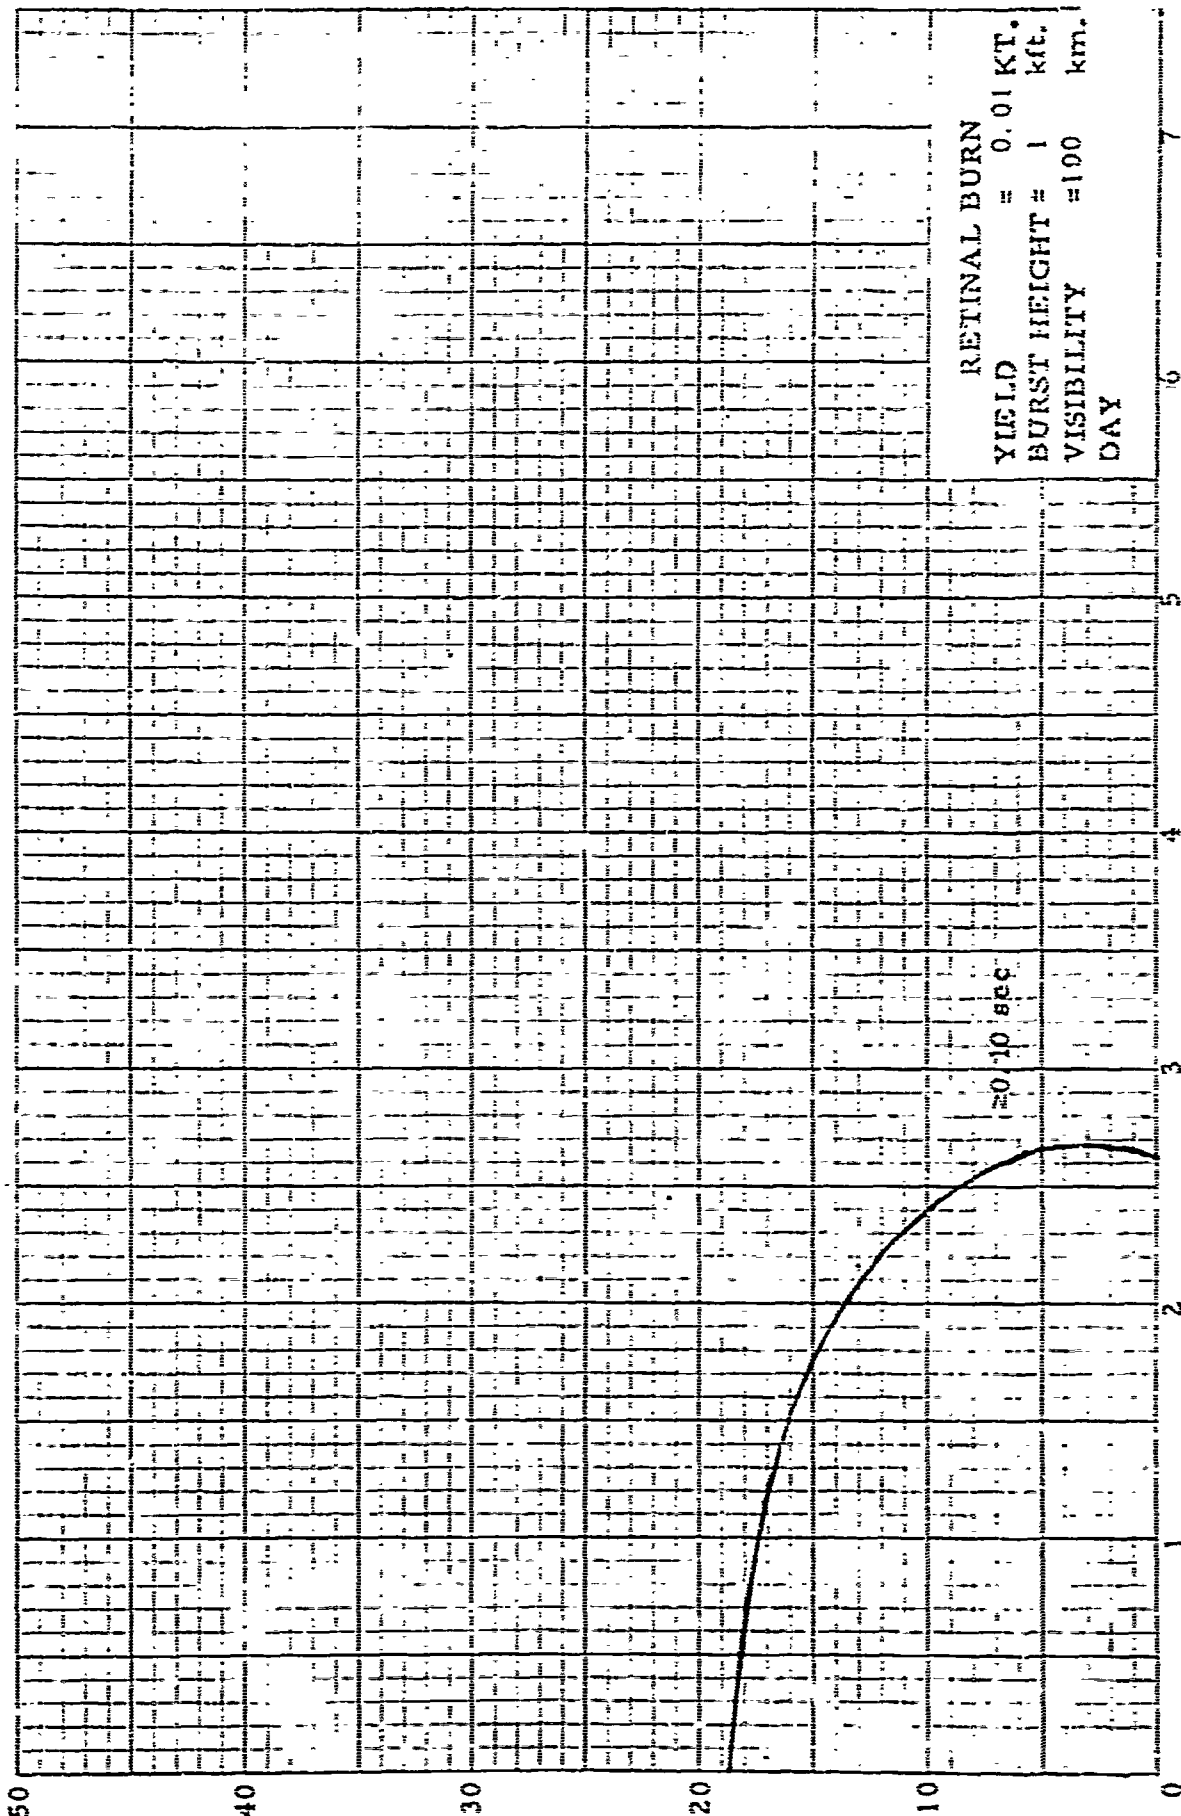 RETINAL BURN
YIELD = 0.01 KT.
BURST HEIGHT = 1 kft.
VISIBILITY =100 km.
DAY
≥0.10 sec
50
40
30
20
10
0
1
2
3
4
5
6
7